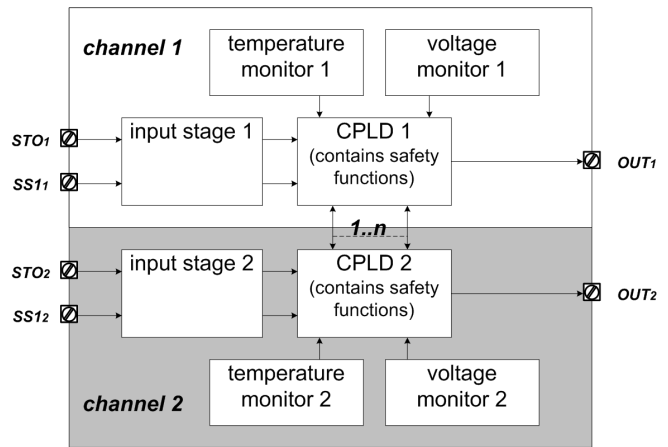 channel 1
temperature
monitor 1
voltage
monitor 1
input stage 1
CPLD 1
(contains safety
functions)
STO1
SS11
OUT1
1..n
input stage 2
CPLD 2
(contains safety
functions)
STO2
SS12
OUT2
temperature
monitor 2
voltage
monitor 2
channel 2